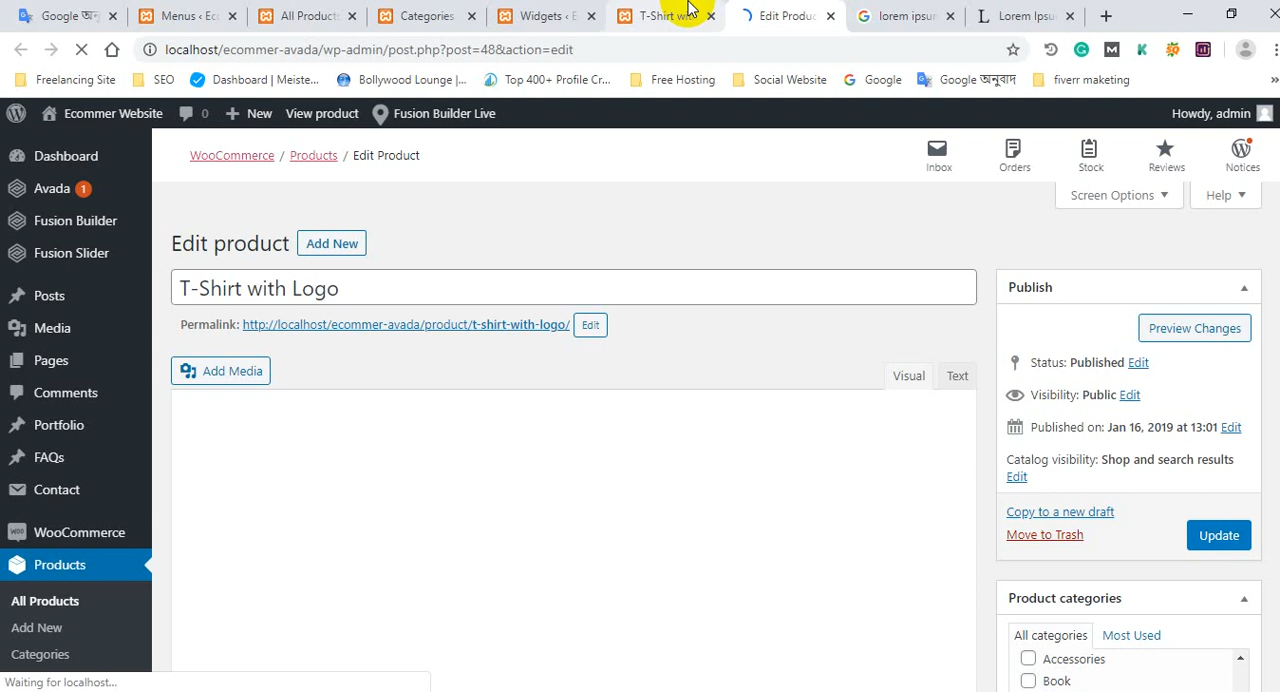 Google অনু
Menus ‹ Ec
All Product
Categories
Widgets ‹ E
T-Shirt with
Edit Produc
lorem ipsu
Lorem Ipsu
localhost/ecommer-avada/wp-admin/post.php?post=48&action=edit
Freelancing Site
SEO
Dashboard | Meiste...
Bollywood Lounge |...
Top 400+ Profile Cr...
Free Hosting
Social Website
Google
Google অনুবাদ
fiverr maketing
»
Ecommer Website
0
New
View product
Fusion Builder Live
Howdy, admin
Dashboard
Avada 1
Fusion Builder
Fusion Slider
Posts
Media
Pages
Comments
Portfolio
FAQs
Contact
WooCommerce
Products
All Products
Add New
Categories
WooCommerce / Products / Edit Product
Inbox
Orders
Stock
Reviews
Notices
Screen Options
Help
Edit product
Add New
T-Shirt with Logo
Permalink: http://localhost/ecommer-avada/product/t-shirt-with-logo/
Edit
Add Media
Visual
Text
Publish
Preview Changes
Status: Published Edit
Visibility: Public Edit
Published on: Jan 16, 2019 at 13:01 Edit
Catalog visibility: Shop and search results
Edit
Copy to a new draft
Move to Trash
Update
Product categories
All categories
Most Used
Accessories
Book
Waiting for localhost...